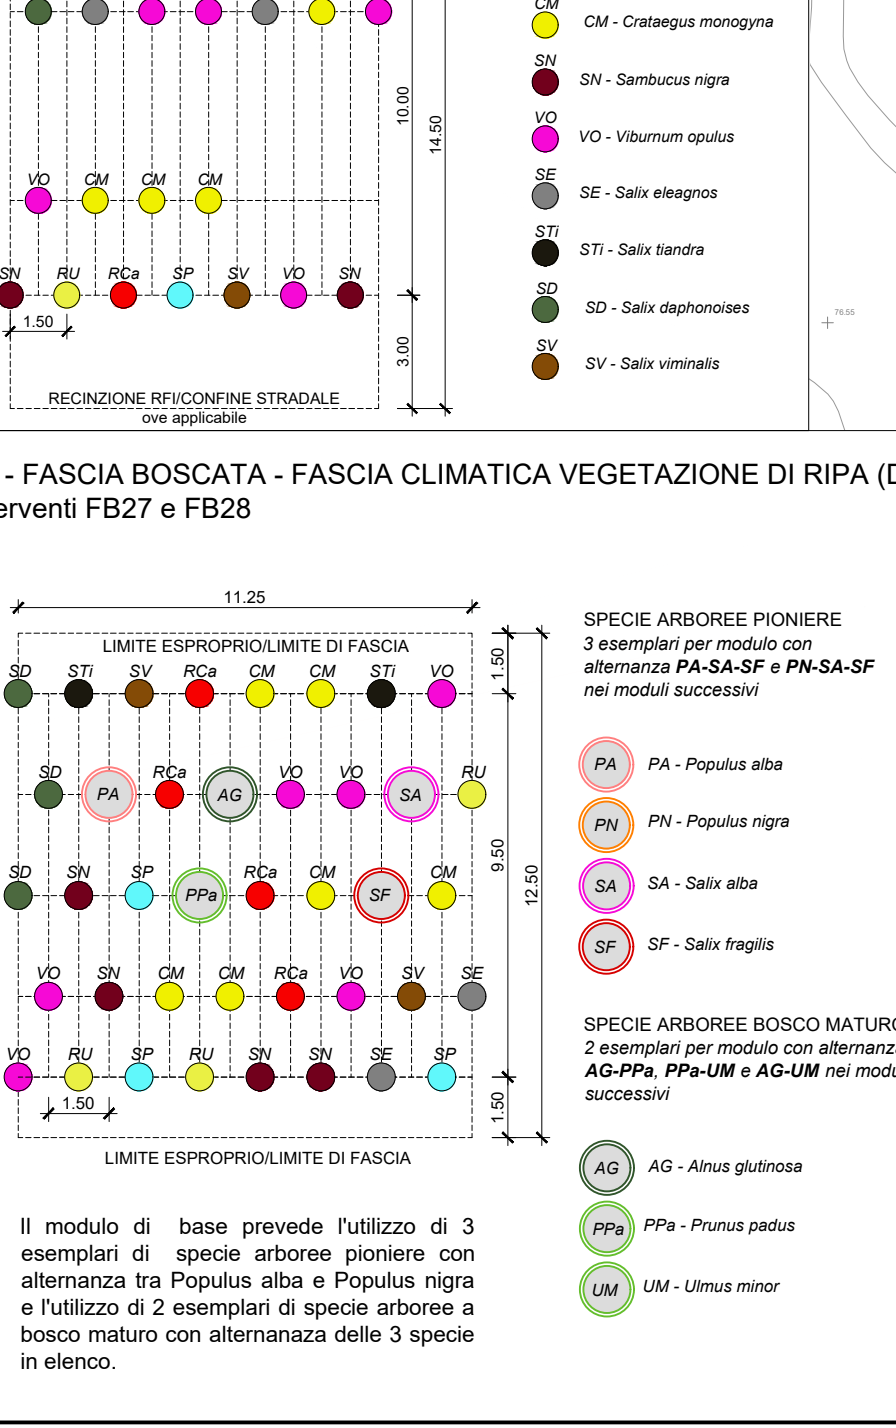 CM
CM - Crataegus monogyna
SN
SN - Sambucus nigra
VO
VO - Viburnum opulus
SE
SE - Salix eleagnos
STi
STi - Salix tiandra
SD
SD - Salix daphonoises
SV
SV - Salix viminalis
10.00
14.50
VO CM CM CM
SN RU RCa SP SV VO SN
1.50
3.00
RECINZIONE RFI/CONFINE STRADALE
ove applicabile
76.55
- FASCIA BOSCATA - FASCIA CLIMATICA VEGETAZIONE DI RIPA (D
erventi FB27 e FB28
11.25
LIMITE ESPROPRIO/LIMITE DI FASCIA
1.50
SD STi SV RCa CM CM STi VO
SD PA RCa AG VO VO SA RU
9.50
12.50
SD SN SP PPa RCa CM SF CM
VO SN CM CM RCa VO SV SE
VO RU SP RU SN SN SE SP
1.50
1.50
LIMITE ESPROPRIO/LIMITE DI FASCIA
Il modulo di base prevede l'utilizzo di 3
esemplari di specie arboree pioniere con
alternanza tra Populus alba e Populus nigra
e l'utilizzo di 2 esemplari di specie arboree a
bosco maturo con alternanaza delle 3 specie
in elenco.
SPECIE ARBOREE PIONIERE
3 esemplari per modulo con
alternanza PA-SA-SF e PN-SA-SF
nei moduli successivi
PA PA - Populus alba
PN PN - Populus nigra
SA SA - Salix alba
SF SF - Salix fragilis
SPECIE ARBOREE BOSCO MATURO
2 esemplari per modulo con alternanza
AG-PPa, PPa-UM e AG-UM nei modu
successivi
AG AG - Alnus glutinosa
PPa PPa - Prunus padus
UM UM - Ulmus minor